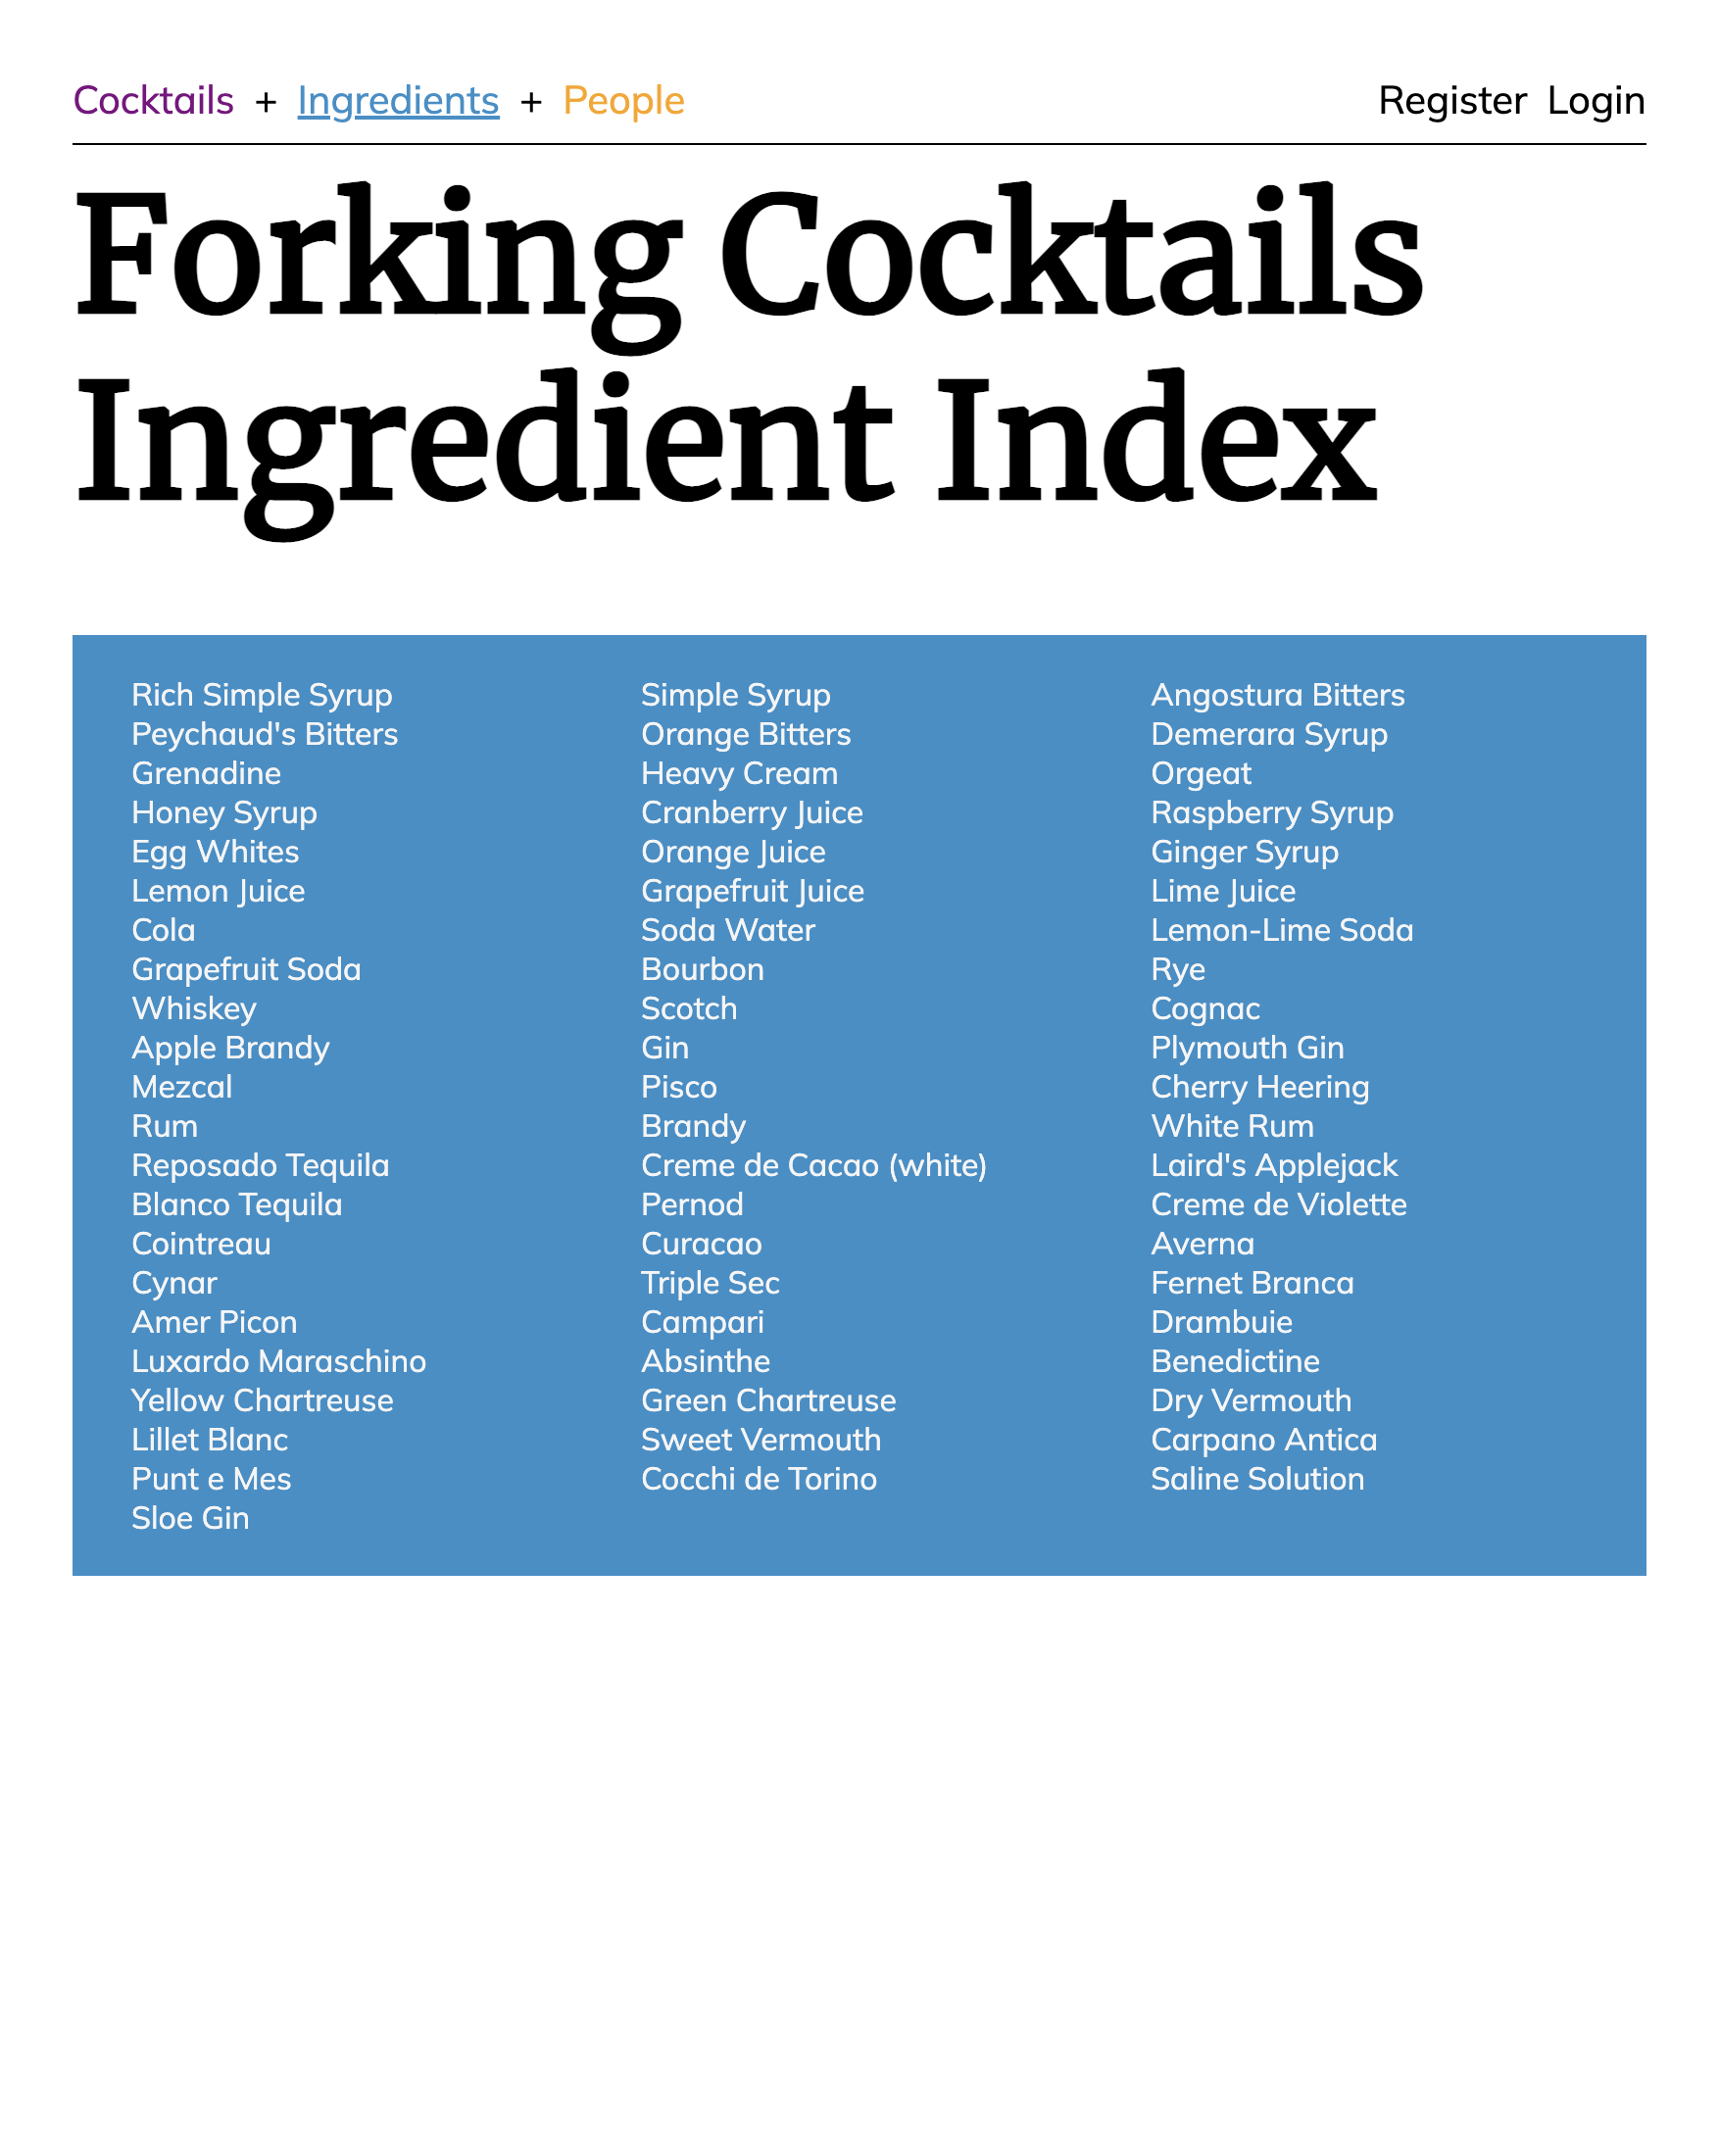 Cocktails + Ingredients + People Register Login
Forking Cocktails
Ingredient Index
Rich Simple Syrup Simple Syrup Angostura Bitters
Peychaud's Bitters Orange Bitters Demerara Syrup
Grenadine Heavy Cream Orgeat
Honey Syrup Cranberry Juice Raspberry Syrup
Egg Whites Orange Juice Ginger Syrup
Lemon Juice Grapefruit Juice Lime Juice
Cola Soda Water Lemon-Lime Soda
Grapefruit Soda Bourbon Rye
Whiskey Scotch Cognac
Apple Brandy Gin Plymouth Gin
Mezcal Pisco Cherry Heering
Rum Brandy White Rum
Reposado Tequila Creme de Cacao (white) Laird's Applejack
Blanco Tequila Pernod Creme de Violette
Cointreau Curacao Averna
Cynar Triple Sec Fernet Branca
Amer Picon Campari Drambuie
Luxardo Maraschino Absinthe Benedictine
Yellow Chartreuse Green Chartreuse Dry Vermouth
Lillet Blanc Sweet Vermouth Carpano Antica
Punt e Mes Cocchi de Torino Saline Solution
Sloe Gin